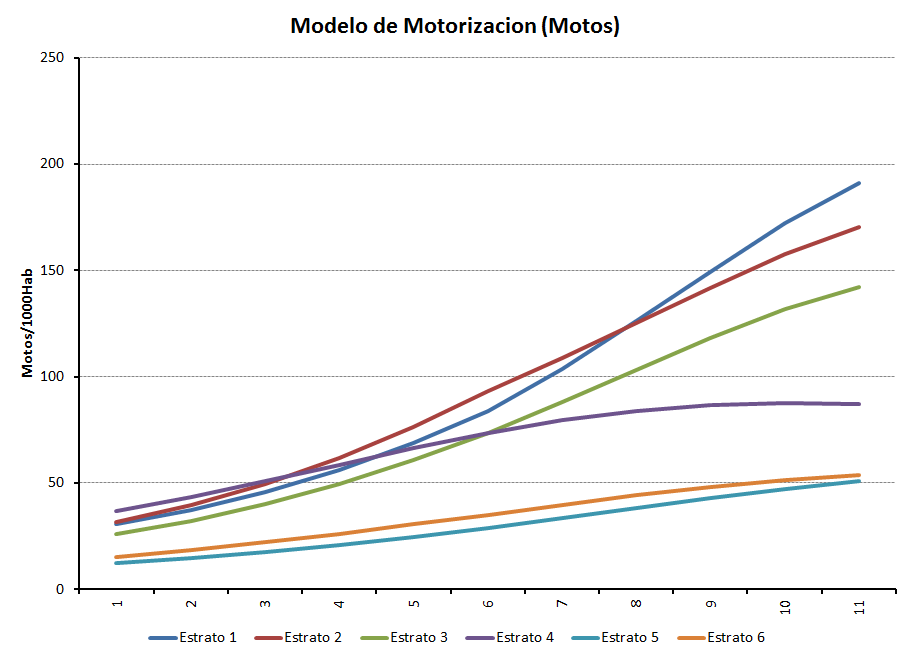 Modelo de Motorizacion (Motos)
250
200
150
100
50
0
Motos/1000Hab
1 2 3 4 5 6 7 8 9 10 11
Estrato 1 Estrato 2 Estrato 3 Estrato 4 Estrato 5 Estrato 6